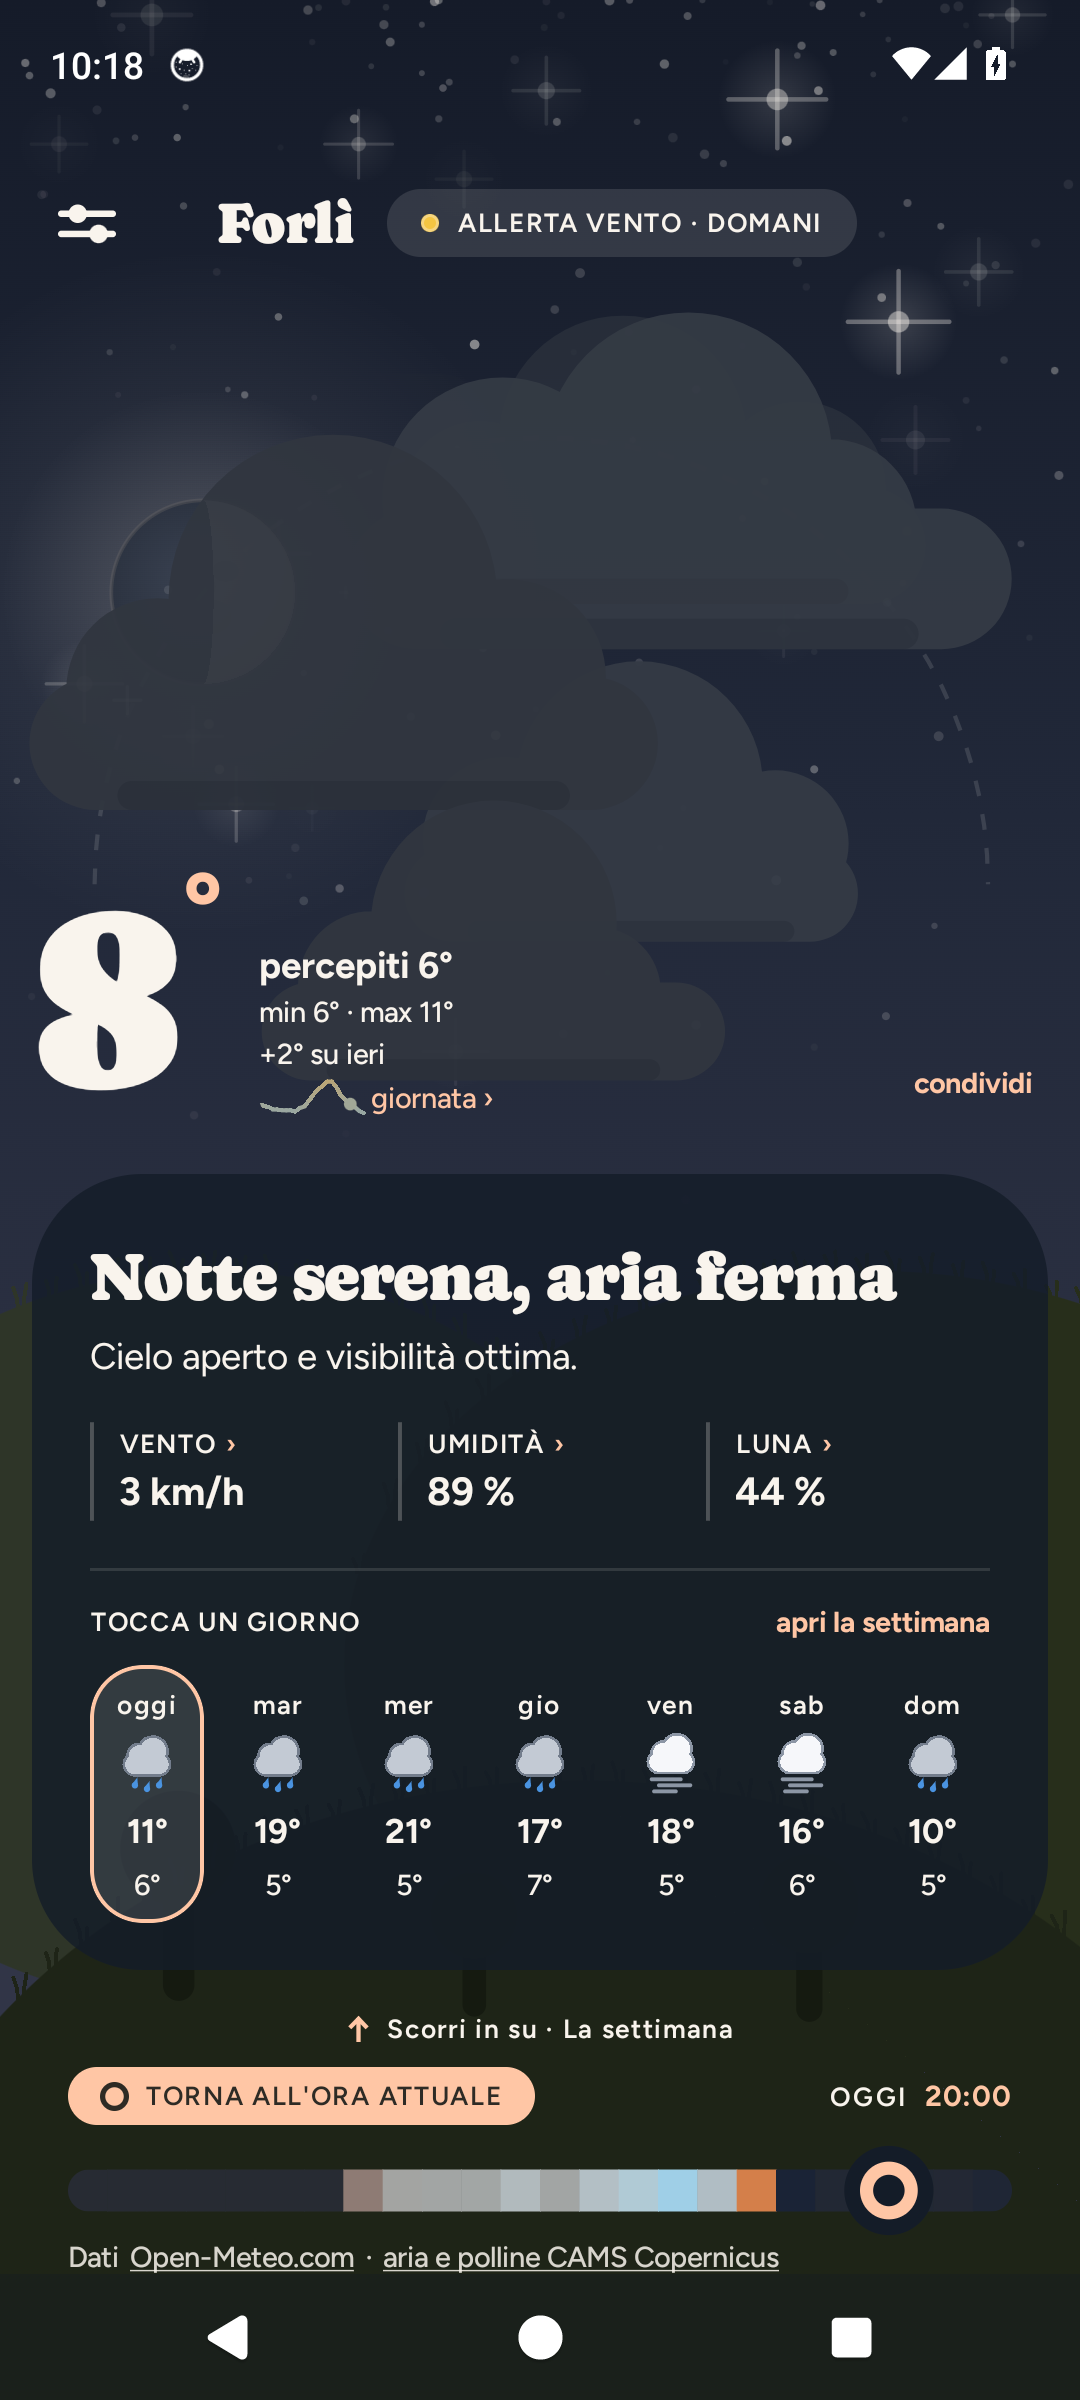 10:18
Forlì
ALLERTA VENTO · DOMANI
8°
percepiti 6°
min 6° · max 11°
+2° su ieri
giornata ›
condividi
Notte serena, aria ferma
Cielo aperto e visibilità ottima.
VENTO › UMIDITÀ › LUNA ›
3 km/h 89 % 44 %
TOCCA UN GIORNO apri la settimana
oggi mar mer gio ven sab dom
11° 19° 21° 17° 18° 16° 10°
6° 5° 5° 7° 5° 6° 5°
↑ Scorri in su · La settimana
TORNA ALL'ORA ATTUALE OGGI 20:00
Dati Open-Meteo.com · aria e polline CAMS Copernicus